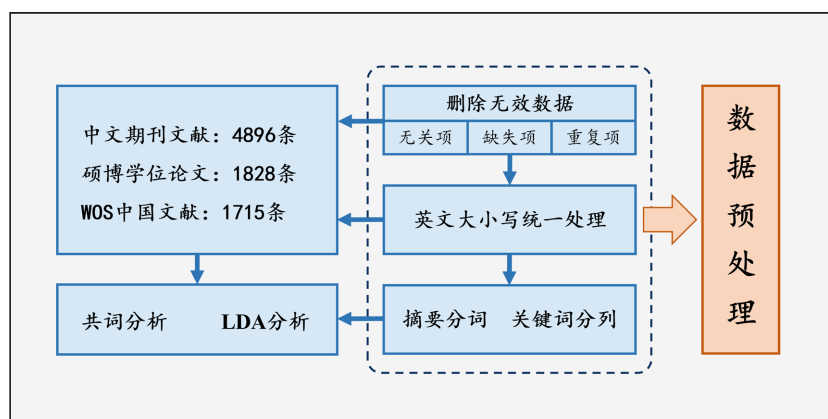 中文期刊文献：4896条
硕博学位论文：1828条
WOS中国文献：1715条
共词分析 LDA分析
删除无效数据
无关项 缺失项 重复项
英文大小写统一处理
摘要分词 关键词分列
数据预处理